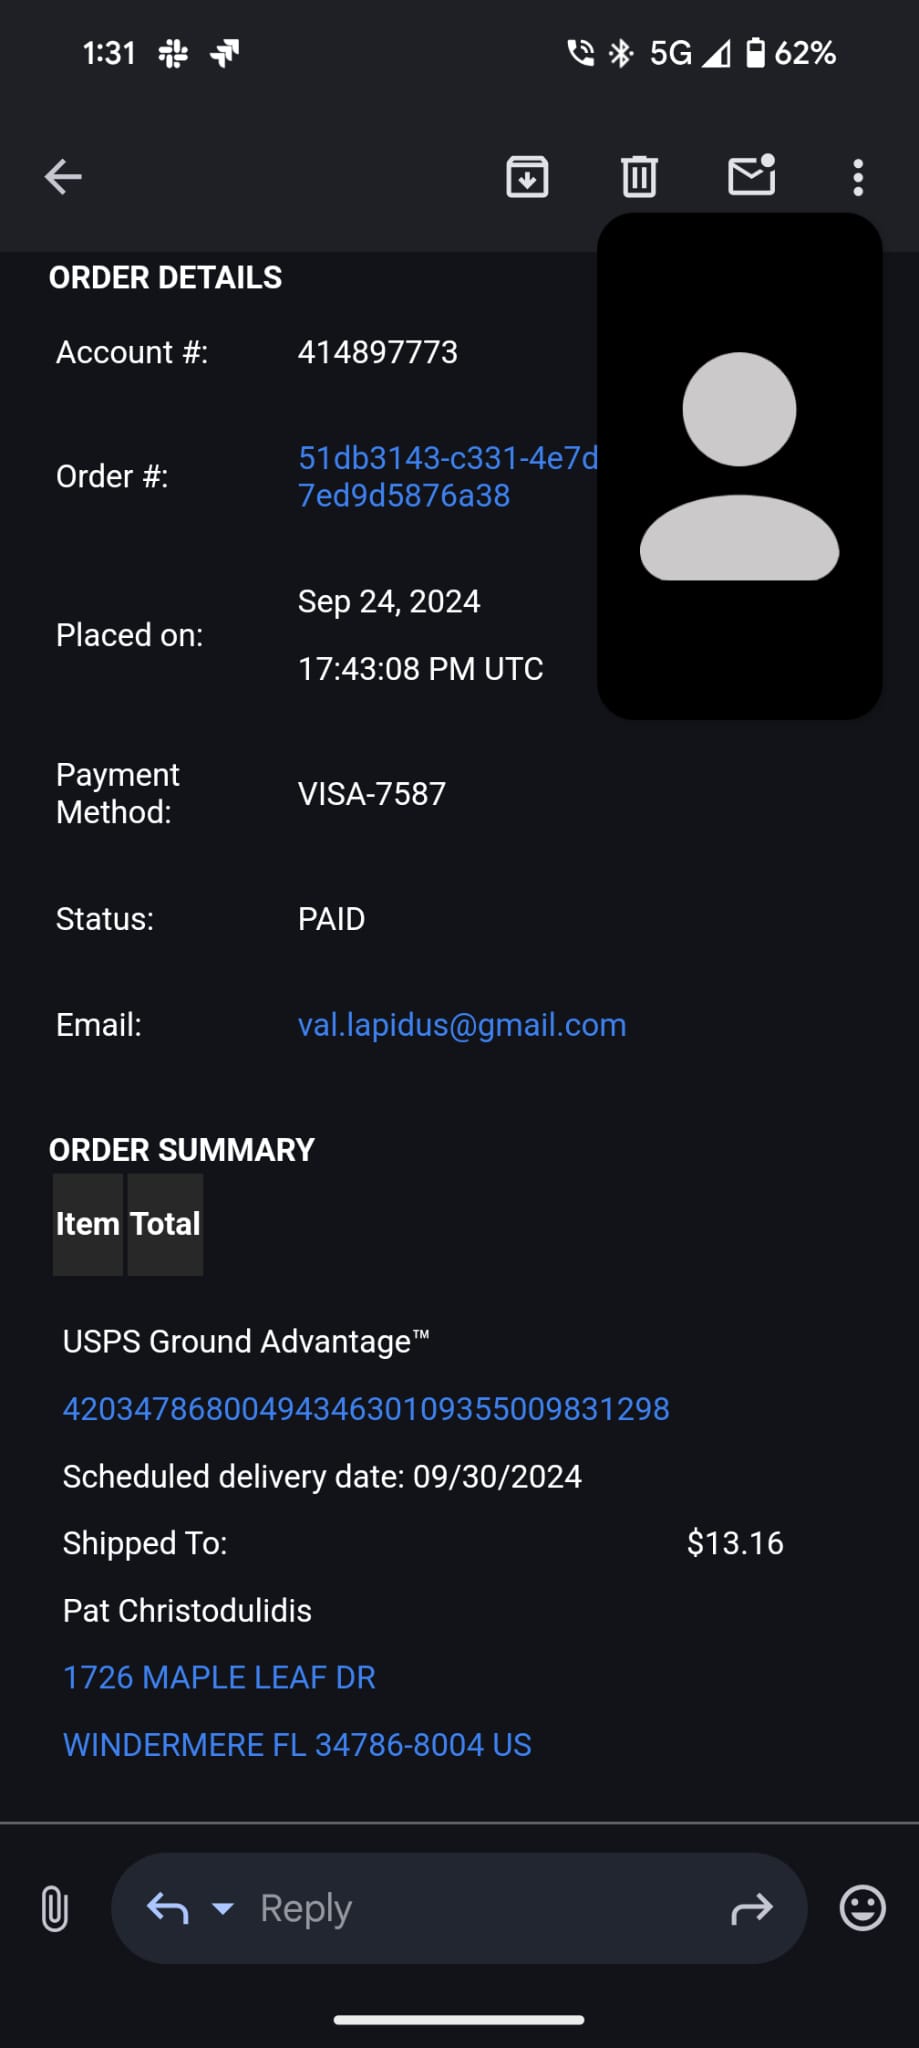 1:31
5G 62%
ORDER DETAILS
Account #: 414897773
Order #: 51db3143-c331-4e7d
7ed9d5876a38
Placed on: Sep 24, 2024
17:43:08 PM UTC
Payment
Method: VISA-7587
Status: PAID
Email: val.lapidus@gmail.com
ORDER SUMMARY
Item Total
USPS Ground Advantage™
420347868004943463010935​5009831298
Scheduled delivery date: 09/30/2024
Shipped To: $13.16
Pat Christodulidis
1726 MAPLE LEAF DR
WINDERMERE FL 34786-8004 US
Reply